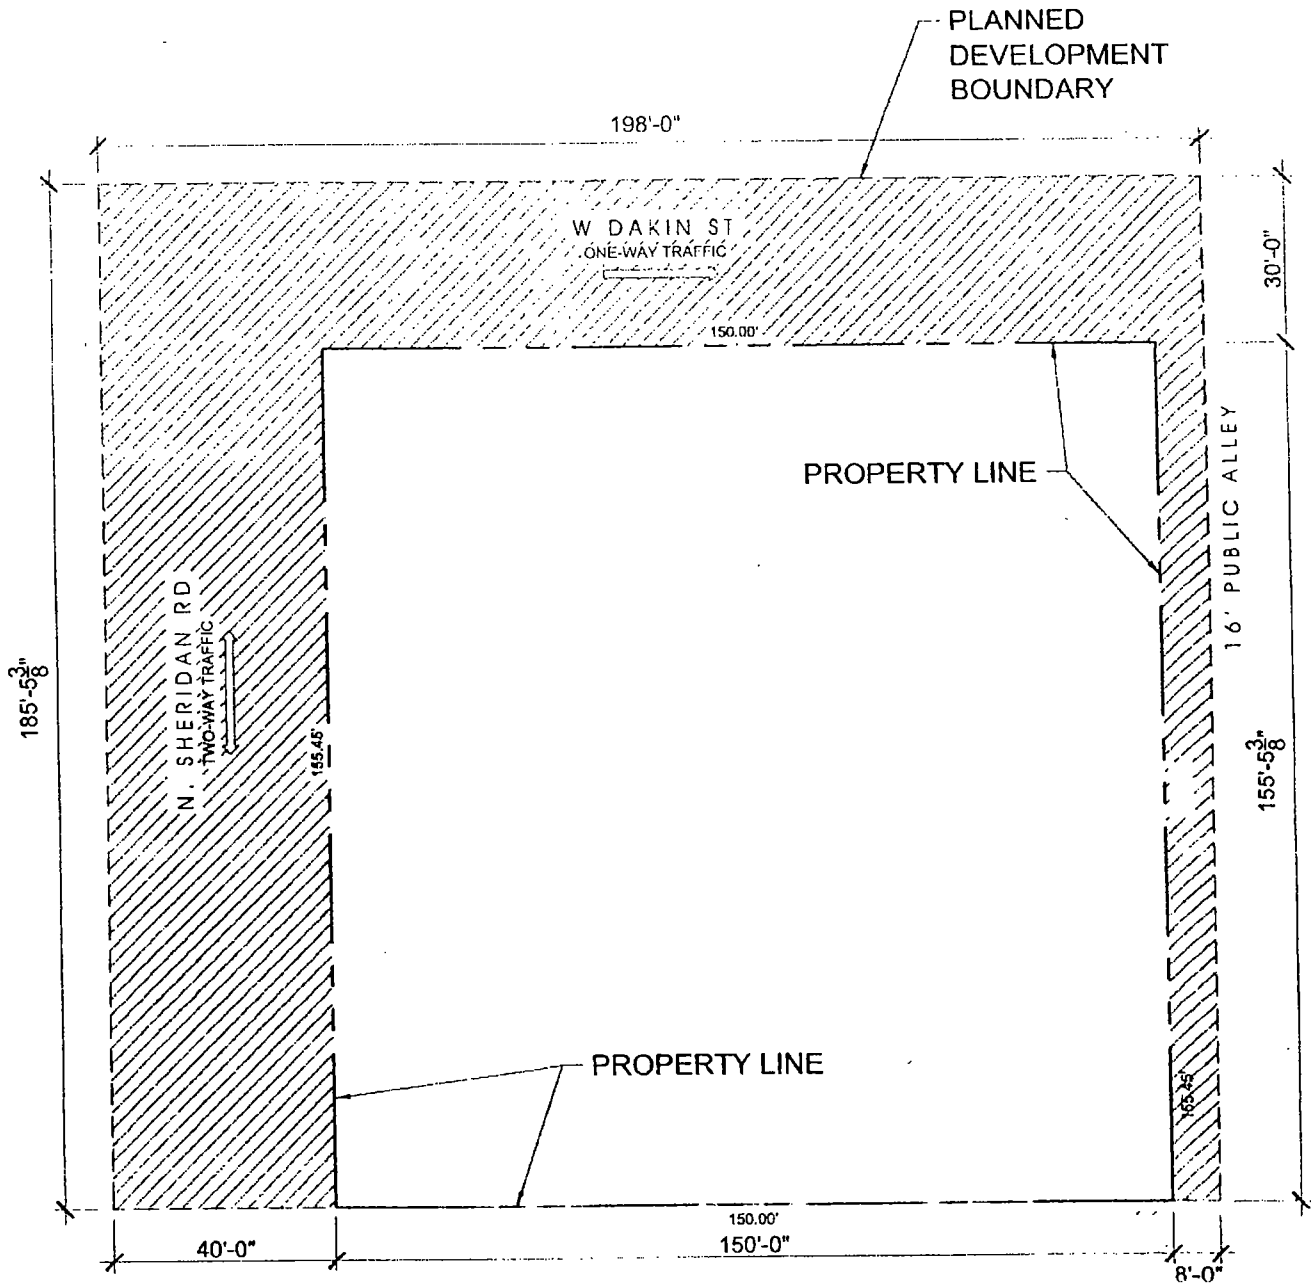 PLANNED
DEVELOPMENT
BOUNDARY
198'-0"
W DAKIN ST
ONE-WAY TRAFFIC
30'-0"
150.00'
PROPERTY LINE
16' PUBLIC ALLEY
N. SHERIDAN RD
TWO-WAY TRAFFIC
185'-5 3/8"
155.45'
155'-5 3/8"
PROPERTY LINE
155.45'
150.00'
40'-0"
150'-0"
8'-0"